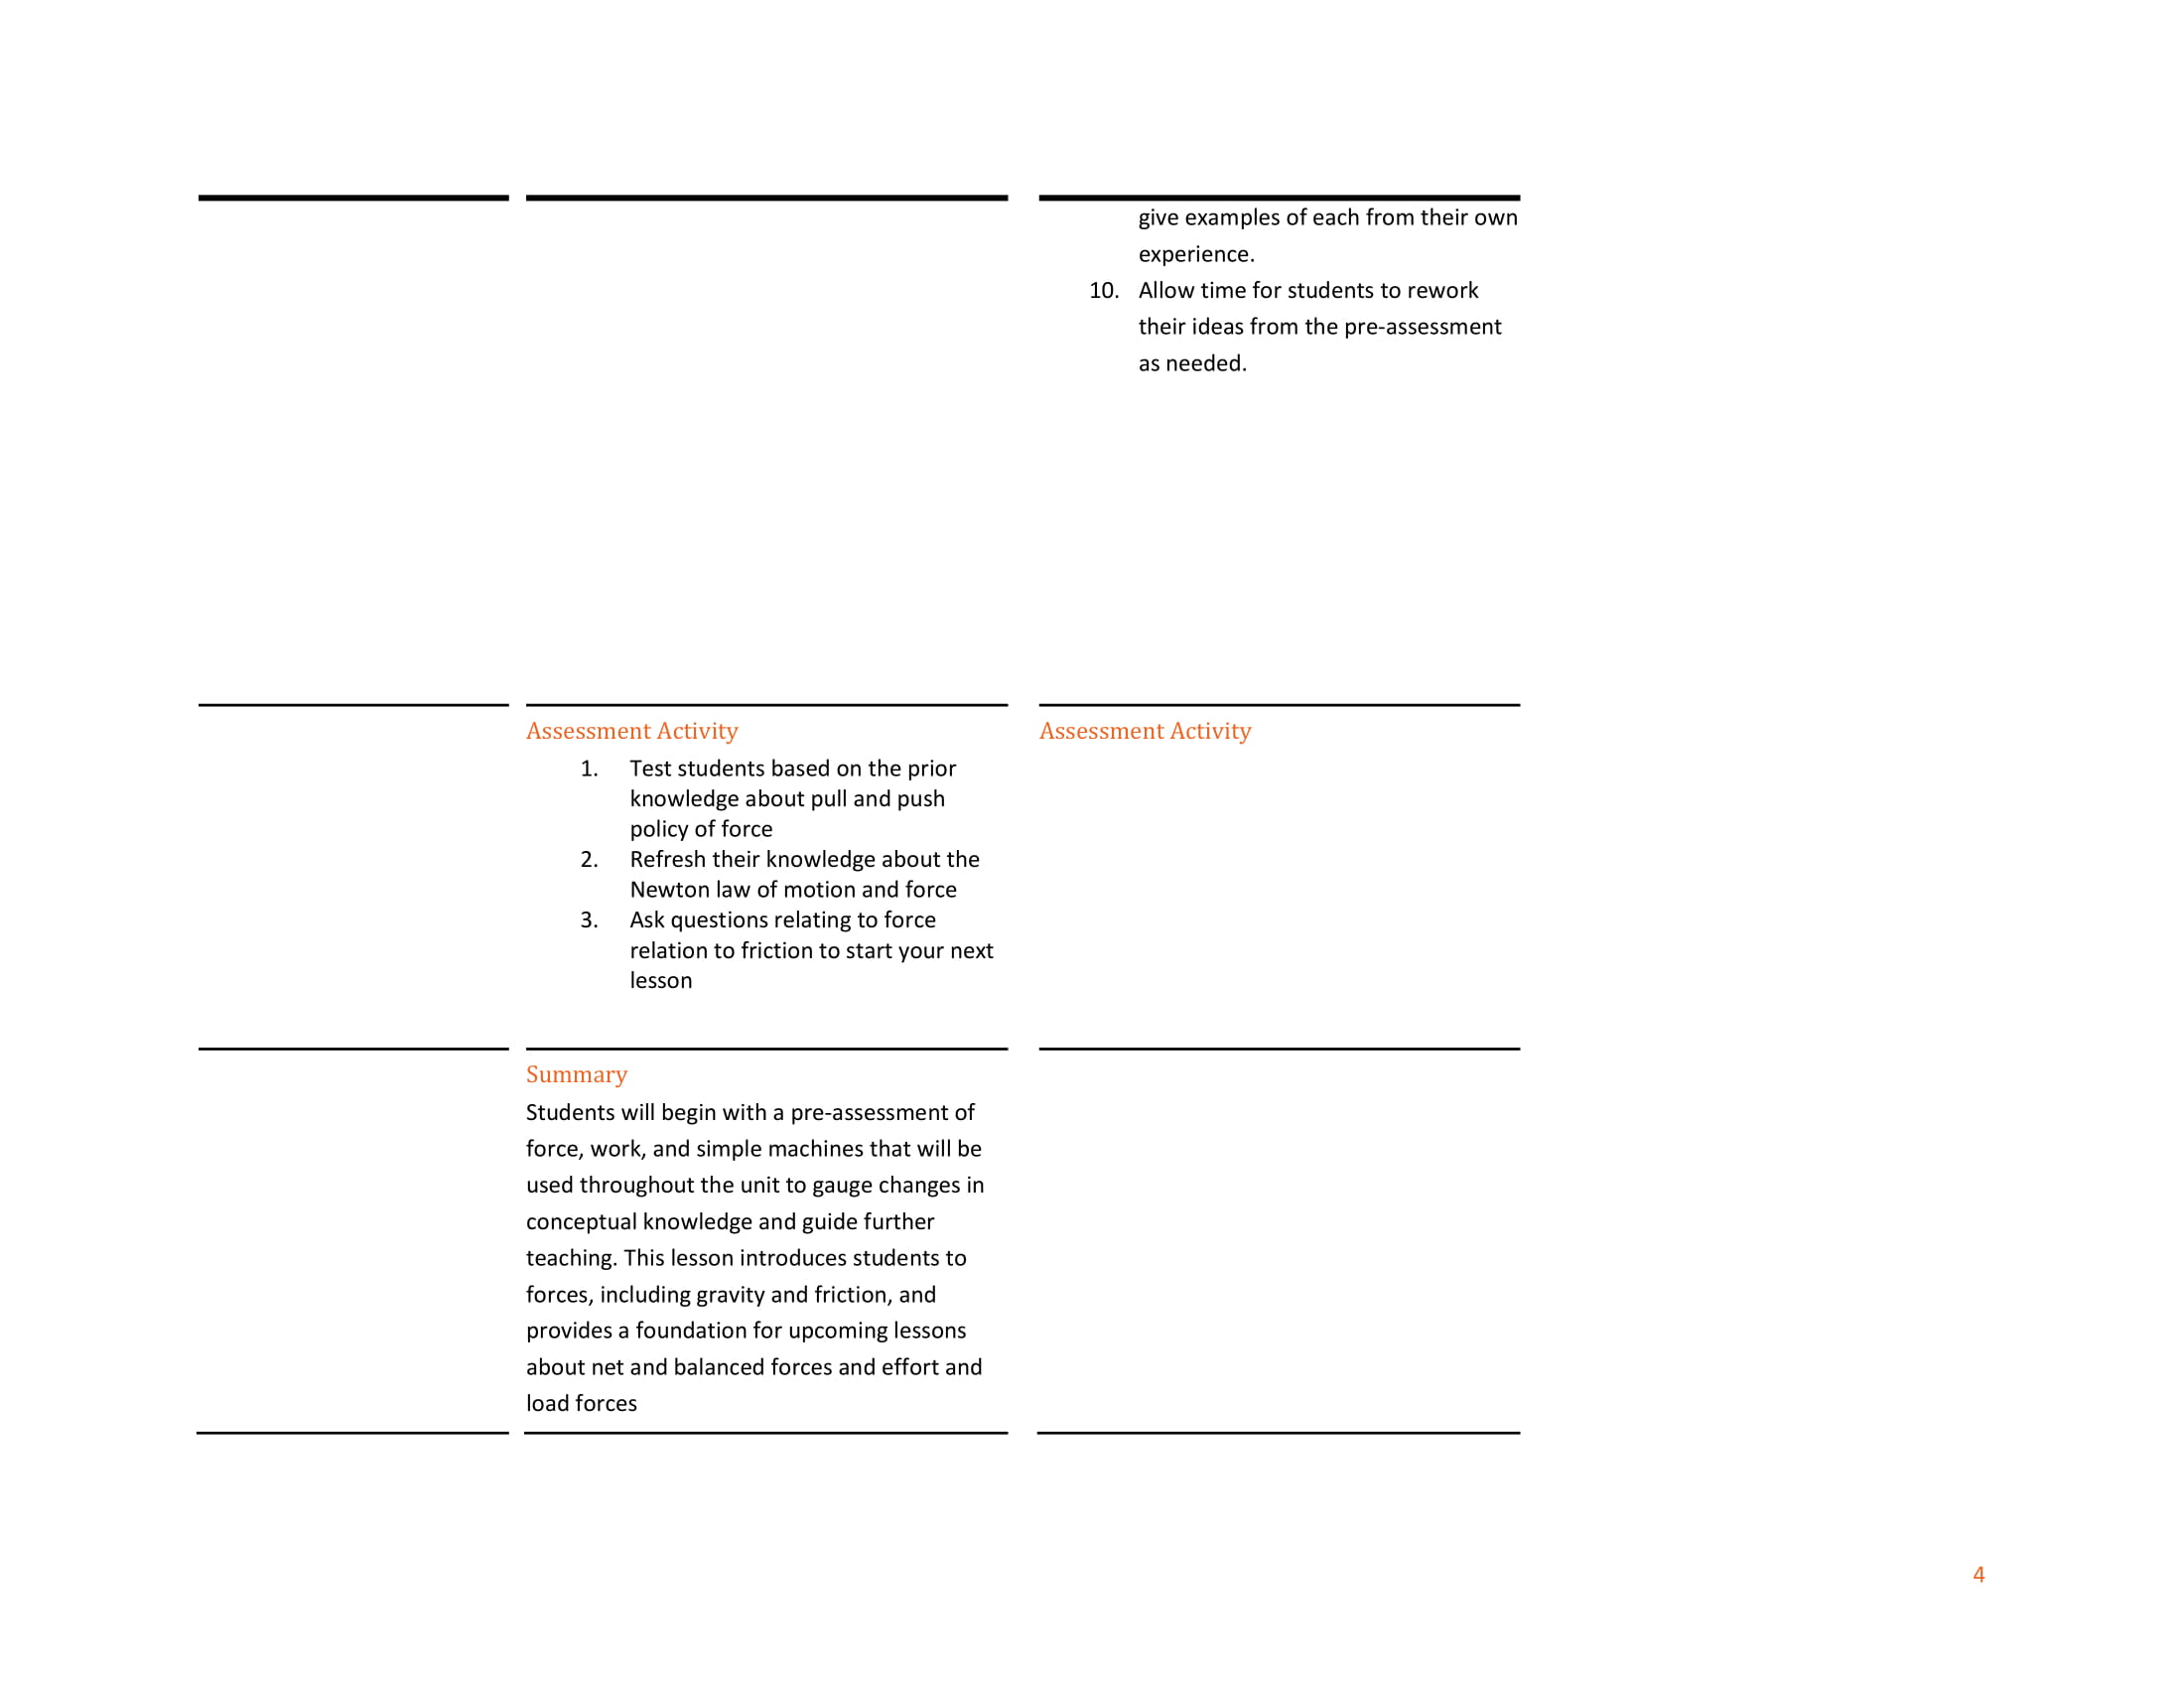 give examples of each from their own
experience.
10. Allow time for students to rework
their ideas from the pre-assessment
as needed.
Assessment Activity
1. Test students based on the prior
knowledge about pull and push
policy of force
2. Refresh their knowledge about the
Newton law of motion and force
3. Ask questions relating to force
relation to friction to start your next
lesson
Assessment Activity
Summary
Students will begin with a pre-assessment of
force, work, and simple machines that will be
used throughout the unit to gauge changes in
conceptual knowledge and guide further
teaching. This lesson introduces students to
forces, including gravity and friction, and
provides a foundation for upcoming lessons
about net and balanced forces and effort and
load forces
4